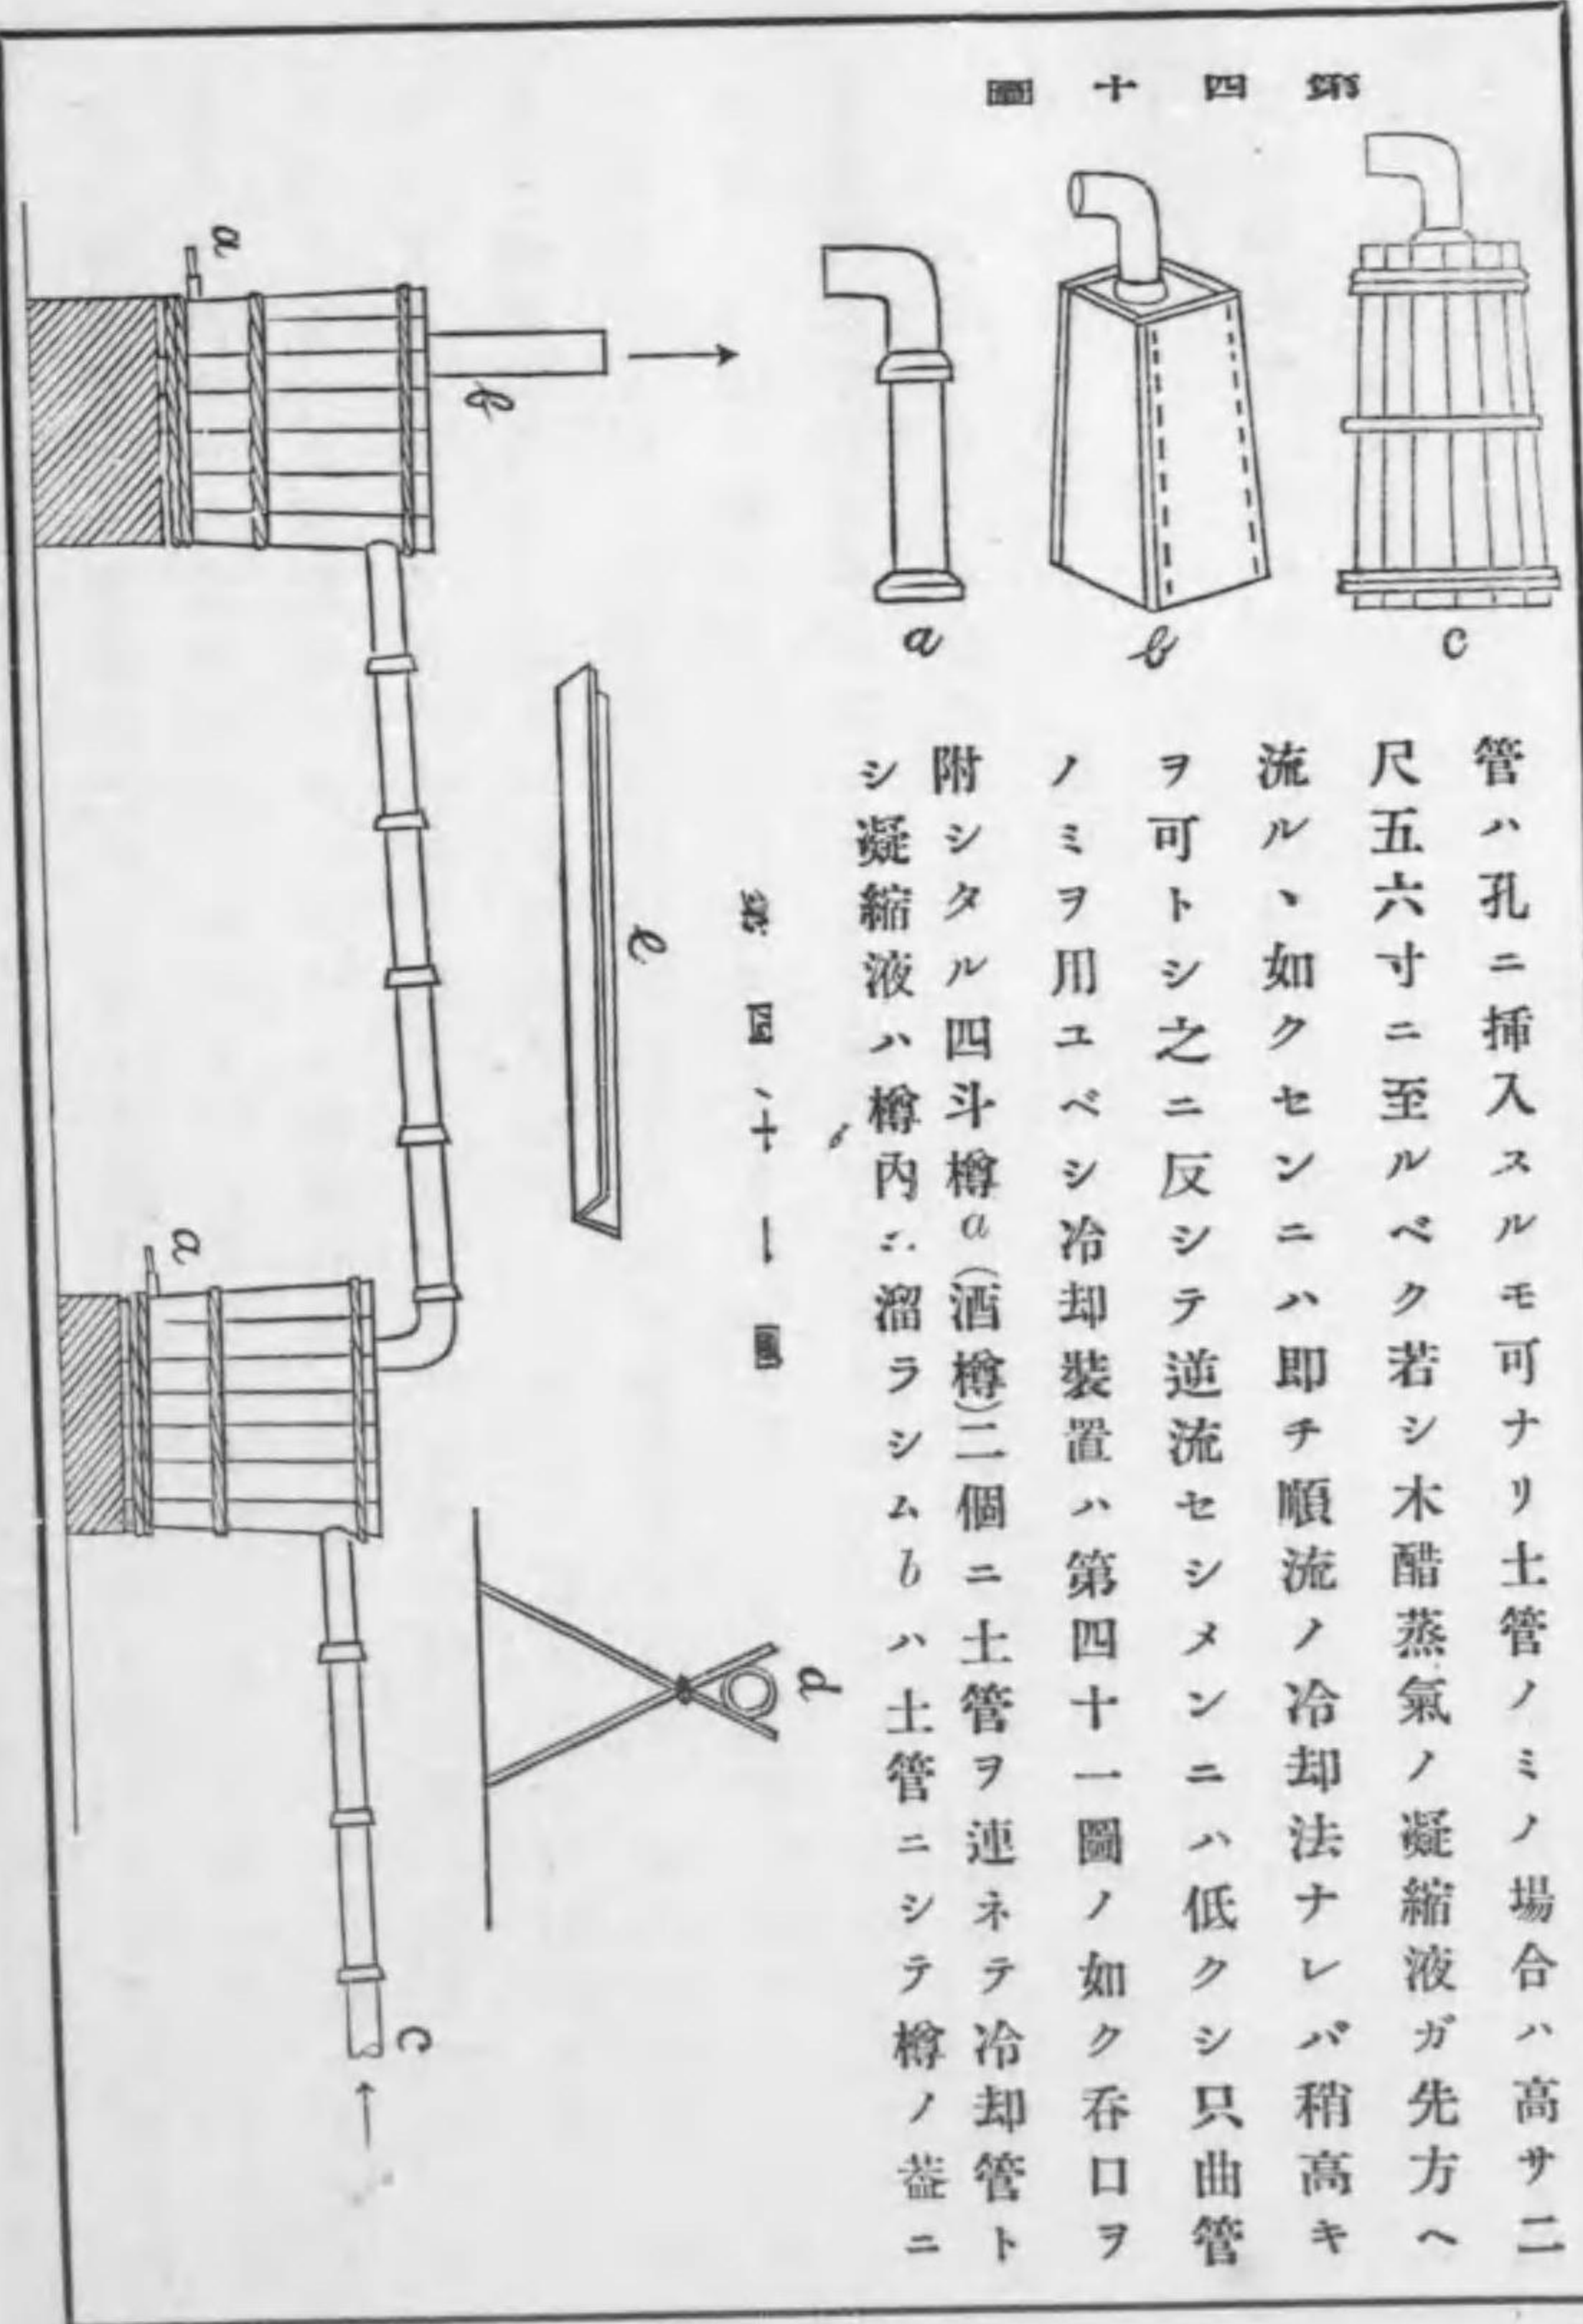 第四十圖
c
b
a
管ハ孔ニ揷入スルモ可ナリ土管ノミノ場合ハ高サ二
尺五六寸ニ至ルベク若シ木醋蒸氣ノ凝縮液ガ先方ヘ
流ルヽ如クセンニハ即チ順流ノ冷却法ナレバ稍高キ
ヲ可トシ之ニ反シテ逆流セシメンニハ低クシ只曲管
ノミヲ用ユベシ冷却裝置ハ第四十一圖ノ如ク呑口ヲ
附シタル四斗樽a(酒樽)二個ニ土管ヲ連ネテ冷却管ト
シ凝縮液ハ樽內ニ溜ラシムbハ土管ニシテ樽ノ蓋ニ
第四十一圖
a
b
e
a
d
c